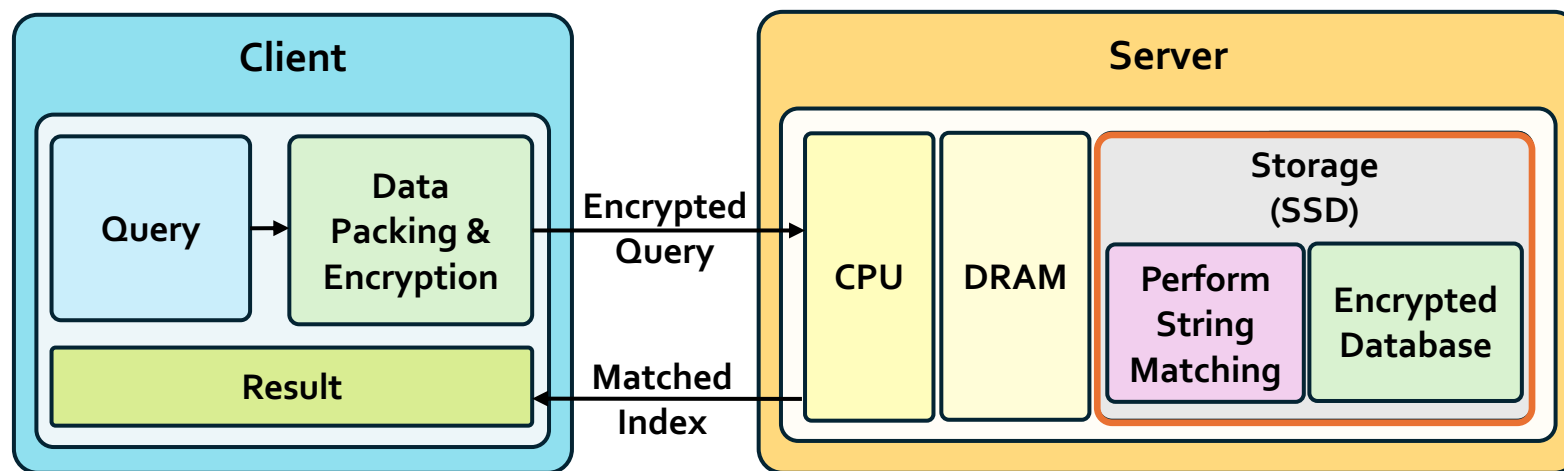 Client
Query
Data
Packing &
Encryption
Result
Encrypted
Query
Matched
Index
Server
CPU
DRAM
Storage
(SSD)
Perform
String
Matching
Encrypted
Database